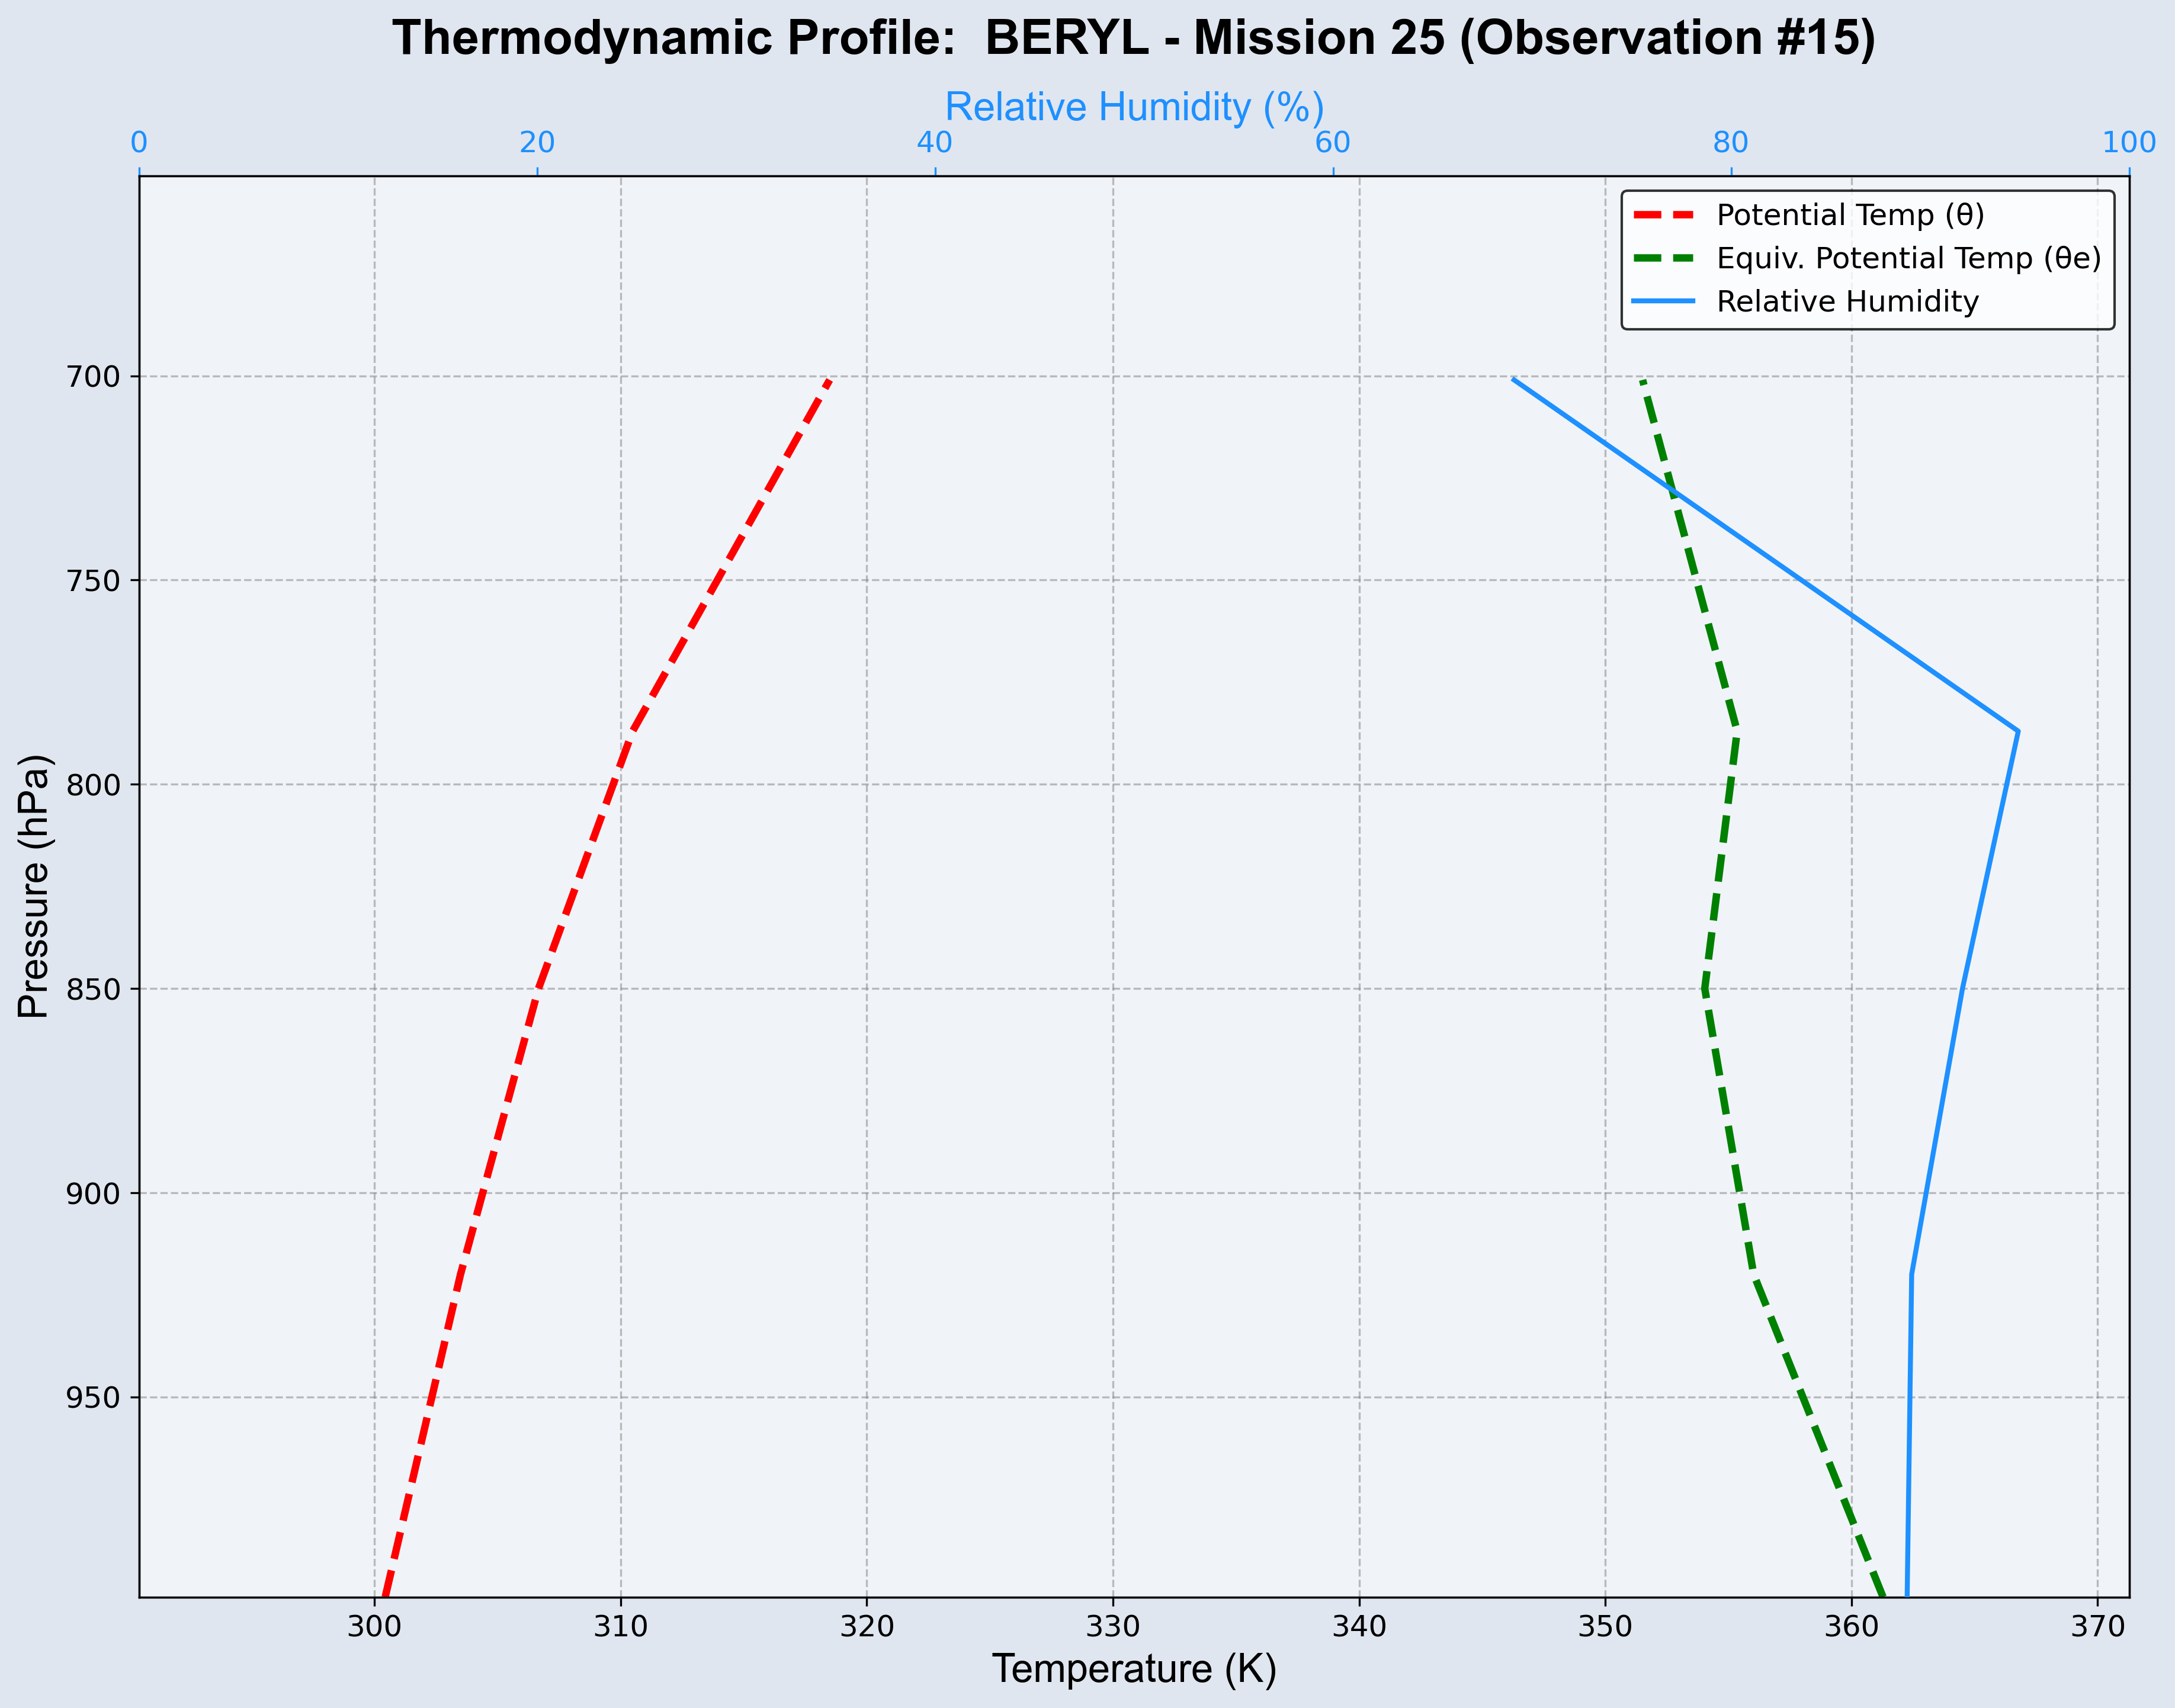 Thermodynamic Profile:  BERYL - Mission 25 (Observation #15)
Relative Humidity (%)
0 20 40 60 80 100
Potential Temp (θ)
Equiv. Potential Temp (θe)
Relative Humidity
700
750
800
850
900
950
Pressure (hPa)
300 310 320 330 340 350 360 370
Temperature (K)